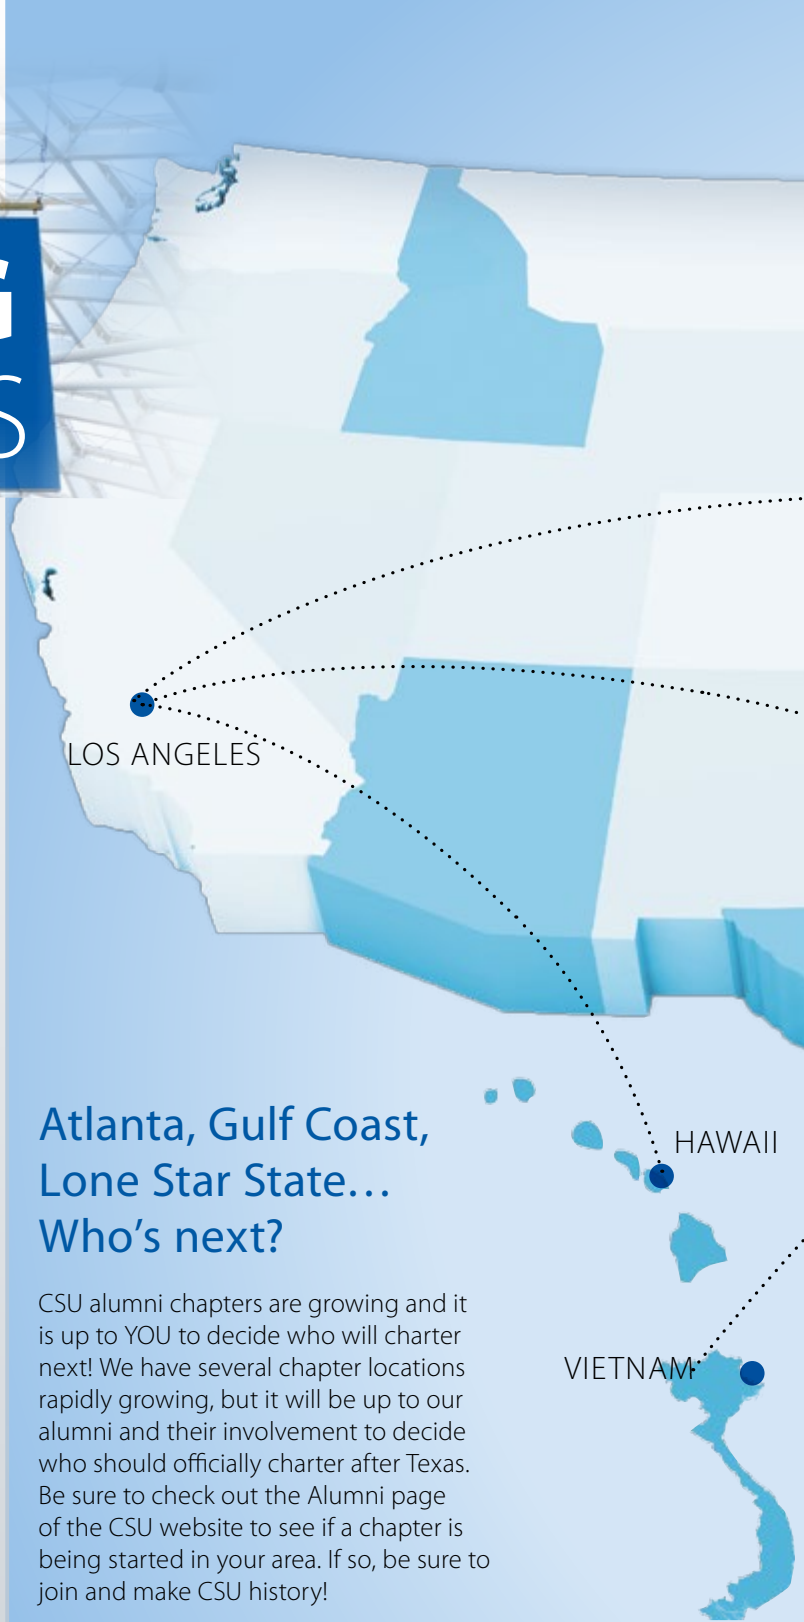 G
S
LOS ANGELES
HAWAII
VIETNAM
Atlanta, Gulf Coast,
Lone Star State…
Who's next?
CSU alumni chapters are growing and it
is up to YOU to decide who will charter
next! We have several chapter locations
rapidly growing, but it will be up to our
alumni and their involvement to decide
who should officially charter after Texas.
Be sure to check out the Alumni page
of the CSU website to see if a chapter is
being started in your area. If so, be sure to
join and make CSU history!